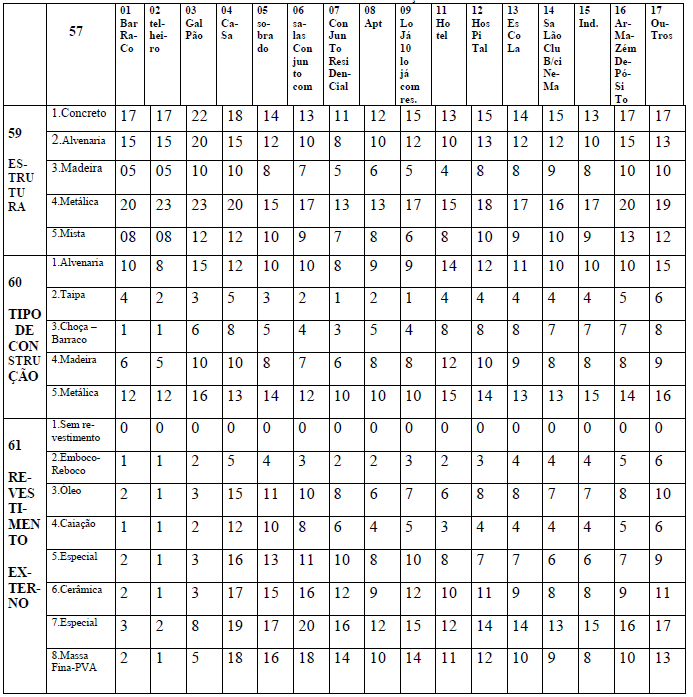 57 01 Bar Ra- Co 02 tel- hei- ro 03 Gal Pão 04 Ca- Sa 05 so- bra do 06 sa- las Con jun to com 07 Con Jun To Resi Den- Cial 08 Apt 09 Lo Já 10 lo já com res. 11 Ho tel 12 Hos Pi Tal 13 Es Co La 14 Sa Lão Clu B/ci Ne- Ma 15 Ind. 16 Ar- Ma- Zém De- Pó- Si To 17 Ou- Tros
59 ES- TRU TU RA
1.Concreto 17 17 22 18 14 13 11 12 15 13 15 14 15 13 17 17
2.Alvenaria 15 15 20 15 12 10 8 10 12 10 13 12 12 10 15 13
3.Madeira 05 05 10 10 8 7 5 6 5 4 8 8 9 8 10 10
4.Metálica 20 23 23 20 15 17 13 13 17 15 18 17 16 17 20 19
5.Mista 08 08 12 12 10 9 7 8 6 8 10 9 10 9 13 12
60 TIPO DE CON STRU ÇÃO
1.Alvenaria 10 8 15 12 10 10 8 9 9 14 12 11 10 10 10 15
2.Taipa 4 2 3 5 3 2 1 2 1 4 4 4 4 4 5 6
3.Choça – Barraco 1 1 6 8 5 4 3 5 4 8 8 8 7 7 7 8
4.Madeira 6 5 10 10 8 7 6 8 8 12 10 9 8 8 8 9
5.Metálica 12 12 16 13 14 12 10 10 10 15 14 13 13 15 14 16
61 RE- VES TI- MEN TO EX- TER- NO
1.Sem re- vestimento 0 0 0 0 0 0 0 0 0 0 0 0 0 0 0 0
2.Emboco- Reboco 1 1 2 5 4 3 2 2 3 2 3 4 4 4 5 6
3.Óleo 2 1 3 15 11 10 8 6 7 6 8 8 7 7 8 10
4.Caiação 1 1 2 12 10 8 6 4 5 3 4 4 4 4 5 6
5.Especial 2 1 3 16 13 11 10 8 10 8 7 7 6 6 7 9
6.Cerâmica 2 1 3 17 15 16 12 9 12 10 11 9 8 8 9 11
7.Especial 3 2 8 19 17 20 16 12 15 12 14 14 13 15 16 17
8.Massa Fina-PVA 2 1 5 18 16 18 14 10 14 11 12 10 9 8 10 13